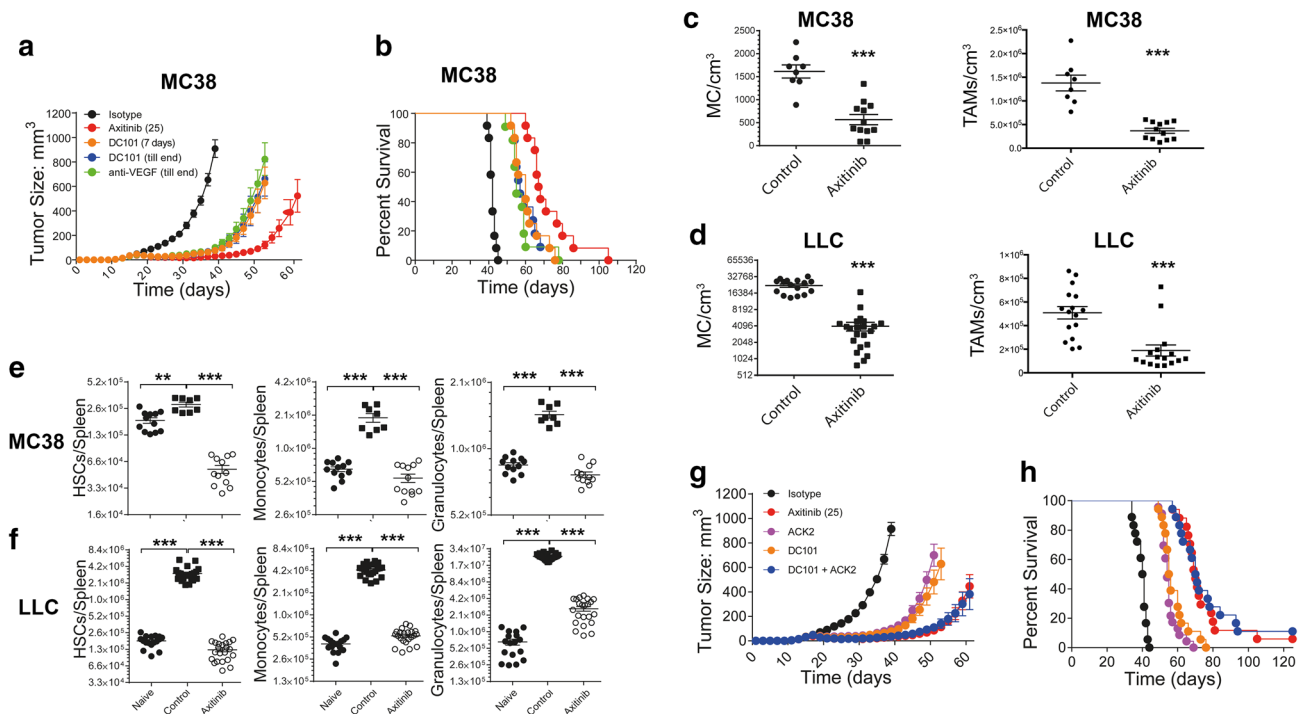 a
MC38
Tumor Size: mm³
1200
1000
800
600
400
200
0
0 10 20 30 40 50 60
Time (days)
Isotype
Axitinib (25)
DC101 (7 days)
DC101 (till end)
anti-VEGF (till end)
b
MC38
Percent Survival
100
80
60
40
20
0
0 20 40 60 80 100 120
Time (days)
c
MC38
MC/cm³
2500
2000
1500
1000
500
0
***
Control
Axitinib
MC38
TAMs/cm³
2.5×10⁶
2.0×10⁶
1.5×10⁶
1.0×10⁶
5.0×10⁵
0.0
***
Control
Axitinib
d
LLC
MC/cm³
65536
32768
16384
8192
4096
2048
1024
512
***
Control
Axitinib
LLC
TAMs/cm³
1×10⁶
8×10⁵
6×10⁵
4×10⁵
2×10⁵
0
***
Control
Axitinib
e
MC38
HSCs/Spleen
5.2×10⁵
2.6×10⁵
1.3×10⁵
6.6×10⁴
3.3×10⁴
1.6×10⁴
** ***
Monocytes/Spleen
4.2×10⁶
2.1×10⁶
1.0×10⁶
5.2×10⁵
2.6×10⁵
*** ***
Granulocytes/Spleen
2.1×10⁶
1.0×10⁶
5.2×10⁵
*** ***
f
LLC
HSCs/Spleen
8.4×10⁶
4.2×10⁶
2.1×10⁶
1.0×10⁶
5.2×10⁵
2.6×10⁵
1.3×10⁵
6.6×10⁴
3.3×10⁴
*** ***
Naive
Control
Axitinib
Monocytes/Spleen
8.4×10⁶
4.2×10⁶
2.1×10⁶
1.0×10⁶
5.2×10⁵
2.6×10⁵
1.3×10⁵
*** ***
Naive
Control
Axitinib
Granulocytes/Spleen
3.4×10⁷
1.7×10⁷
8.4×10⁶
4.2×10⁶
2.1×10⁶
1.0×10⁶
5.2×10⁵
2.6×10⁵
1.3×10⁵
*** ***
Naive
Control
Axitinib
g
Tumor Size: mm³
1200
1000
800
600
400
200
0
0 10 20 30 40 50 60
Time (days
Isotype
Axitinib (25)
ACK2
DC101
DC101 + ACK2
h
Percent Survival
100
80
60
40
20
0
0 20 40 60 80 100 120
Time (days)